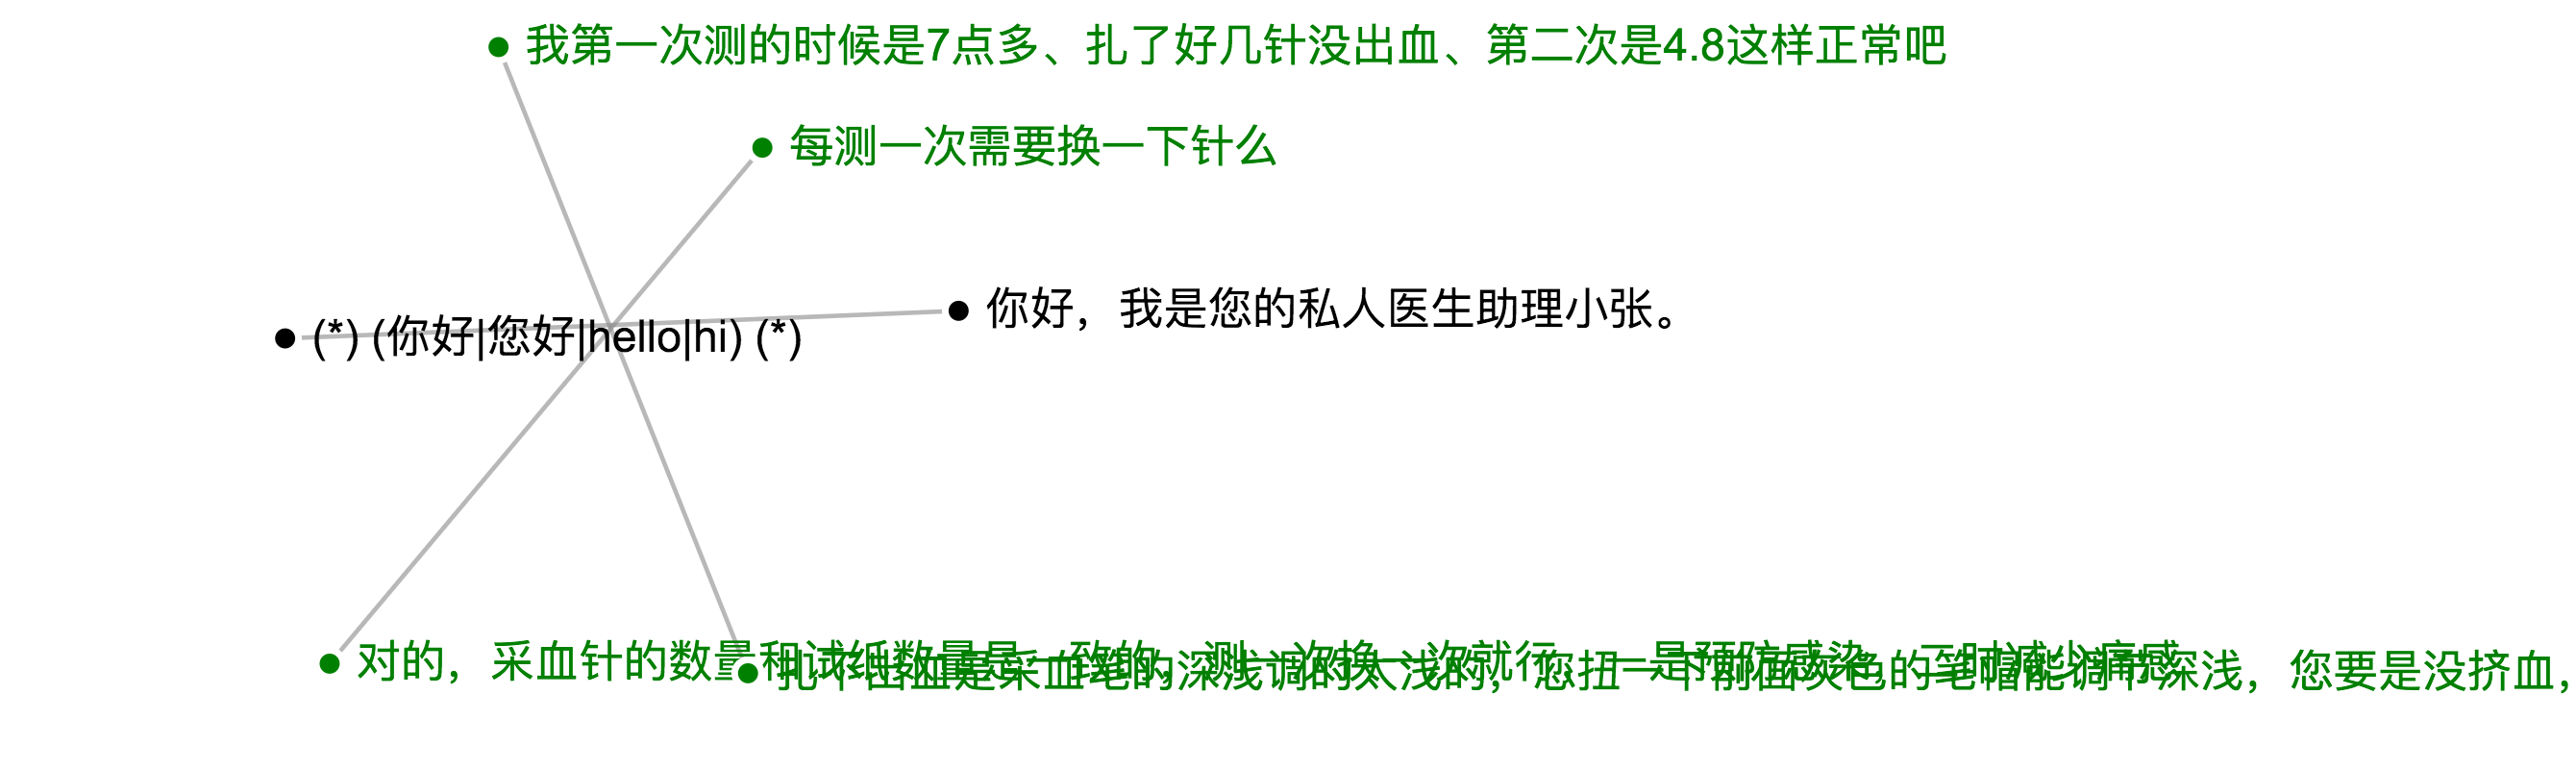 我第一次测的时候是7点多、扎了好几针没出血、第二次是4.8这样正常吧
每测一次需要换一下针么
你好，我是您的私人医生助理小张。
(*) (你好|您好|hello|hi) (*)
对的，采血针的数量和试纸数量是一致的，测一次换一次就行，一是预防感染，二时减少痛感
扎不出血是采血笔的深浅调的太浅的，您扭一下前面灰色的笔帽能调节深浅，您要是没挤血，